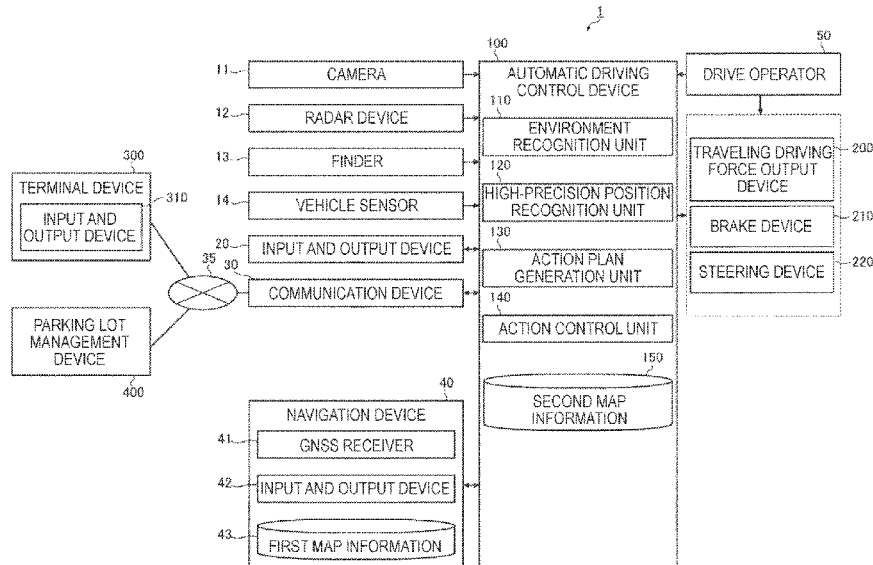 1
11
CAMERA
12
RADAR DEVICE
13
FINDER
14
VEHICLE SENSOR
20
INPUT AND OUTPUT DEVICE
30
COMMUNICATION DEVICE
35
300
TERMINAL DEVICE
310
INPUT AND
OUTPUT DEVICE
PARKING LOT
MANAGEMENT
DEVICE
400
40
NAVIGATION DEVICE
41
GNSS RECEIVER
42
INPUT AND OUTPUT DEVICE
43
FIRST MAP INFORMATION
100
AUTOMATIC DRIVING
CONTROL DEVICE
110
ENVIRONMENT
RECOGNITION UNIT
120
HIGH-PRECISION POSITION
RECOGNITION UNIT
130
ACTION PLAN
GENERATION UNIT
140
ACTION CONTROL UNIT
150
SECOND MAP
INFORMATION
50
DRIVE OPERATOR
200
TRAVELING DRIVING
FORCE OUTPUT
DEVICE
210
BRAKE DEVICE
220
STEERING DEVICE